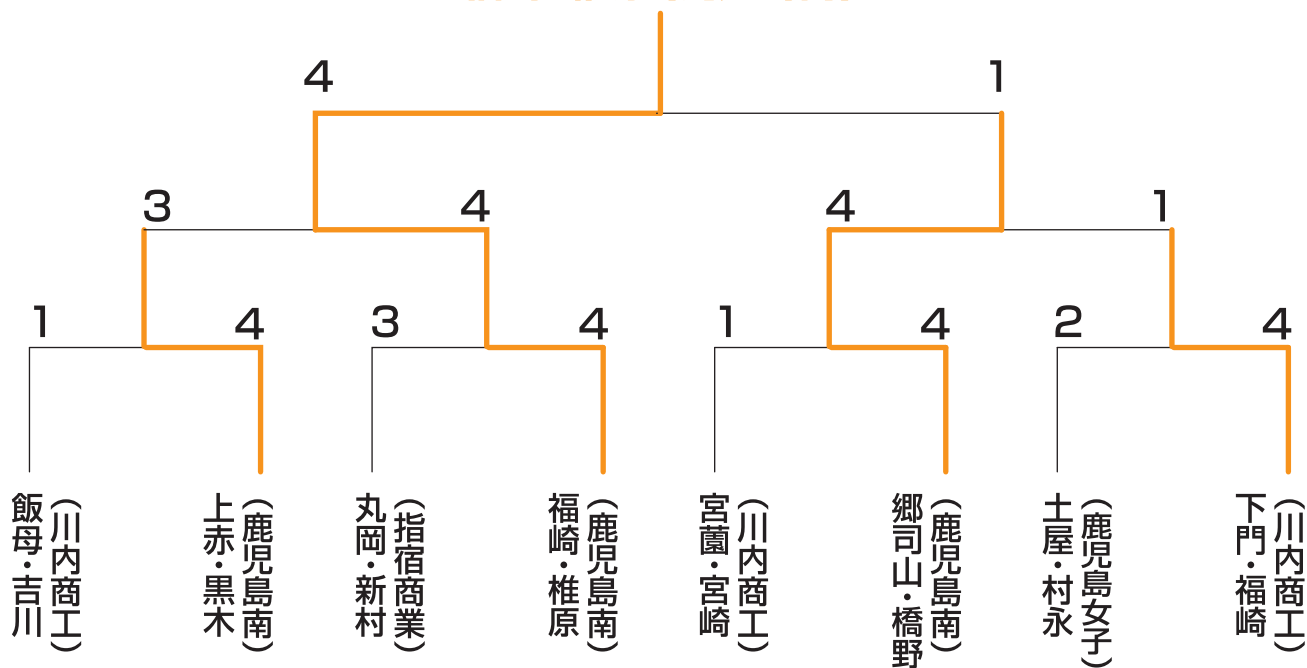 4
1
3
4
4
1
1
4
3
4
1
4
2
4
飯母・吉川
（川内商工）
上赤・黒木
（鹿児島南）
丸岡・新村
（指宿商業）
福崎・椎原
（鹿児島南）
宮薗・宮崎
（川内商工）
郷司山・橋野
（鹿児島南）
土屋・村永
（鹿児島女子）
下門・福崎
（川内商工）